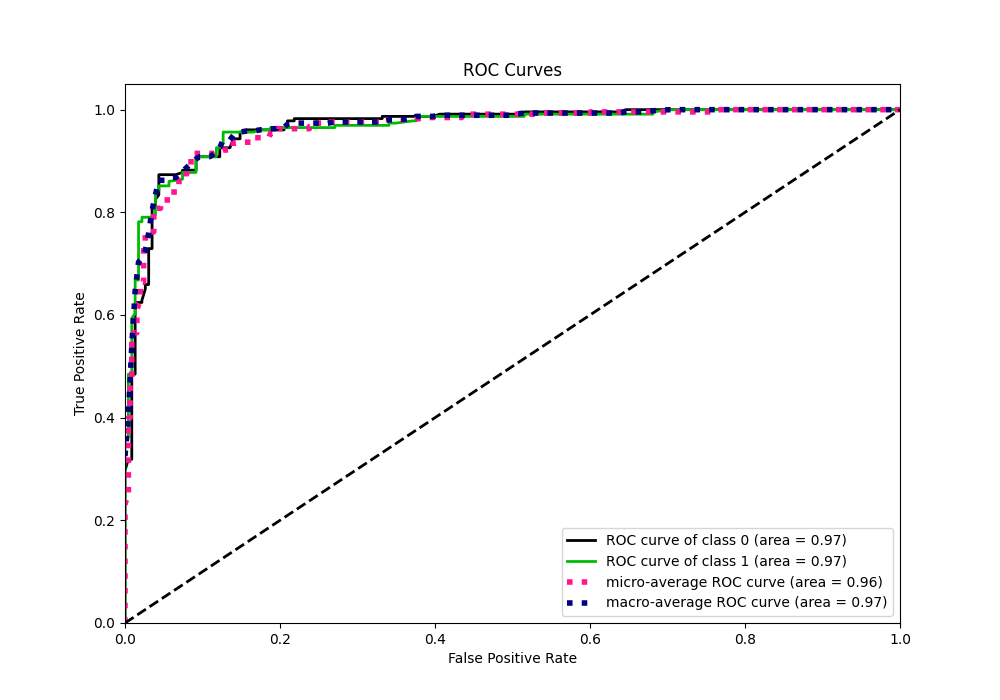 ROC Curves
True Positive Rate
1.0
0.8
0.6
0.4
0.2
0.0
0.0 0.2 0.4 0.6 0.8 1.0
False Positive Rate
ROC curve of class 0 (area = 0.97)
ROC curve of class 1 (area = 0.97)
micro-average ROC curve (area = 0.96)
macro-average ROC curve (area = 0.97)